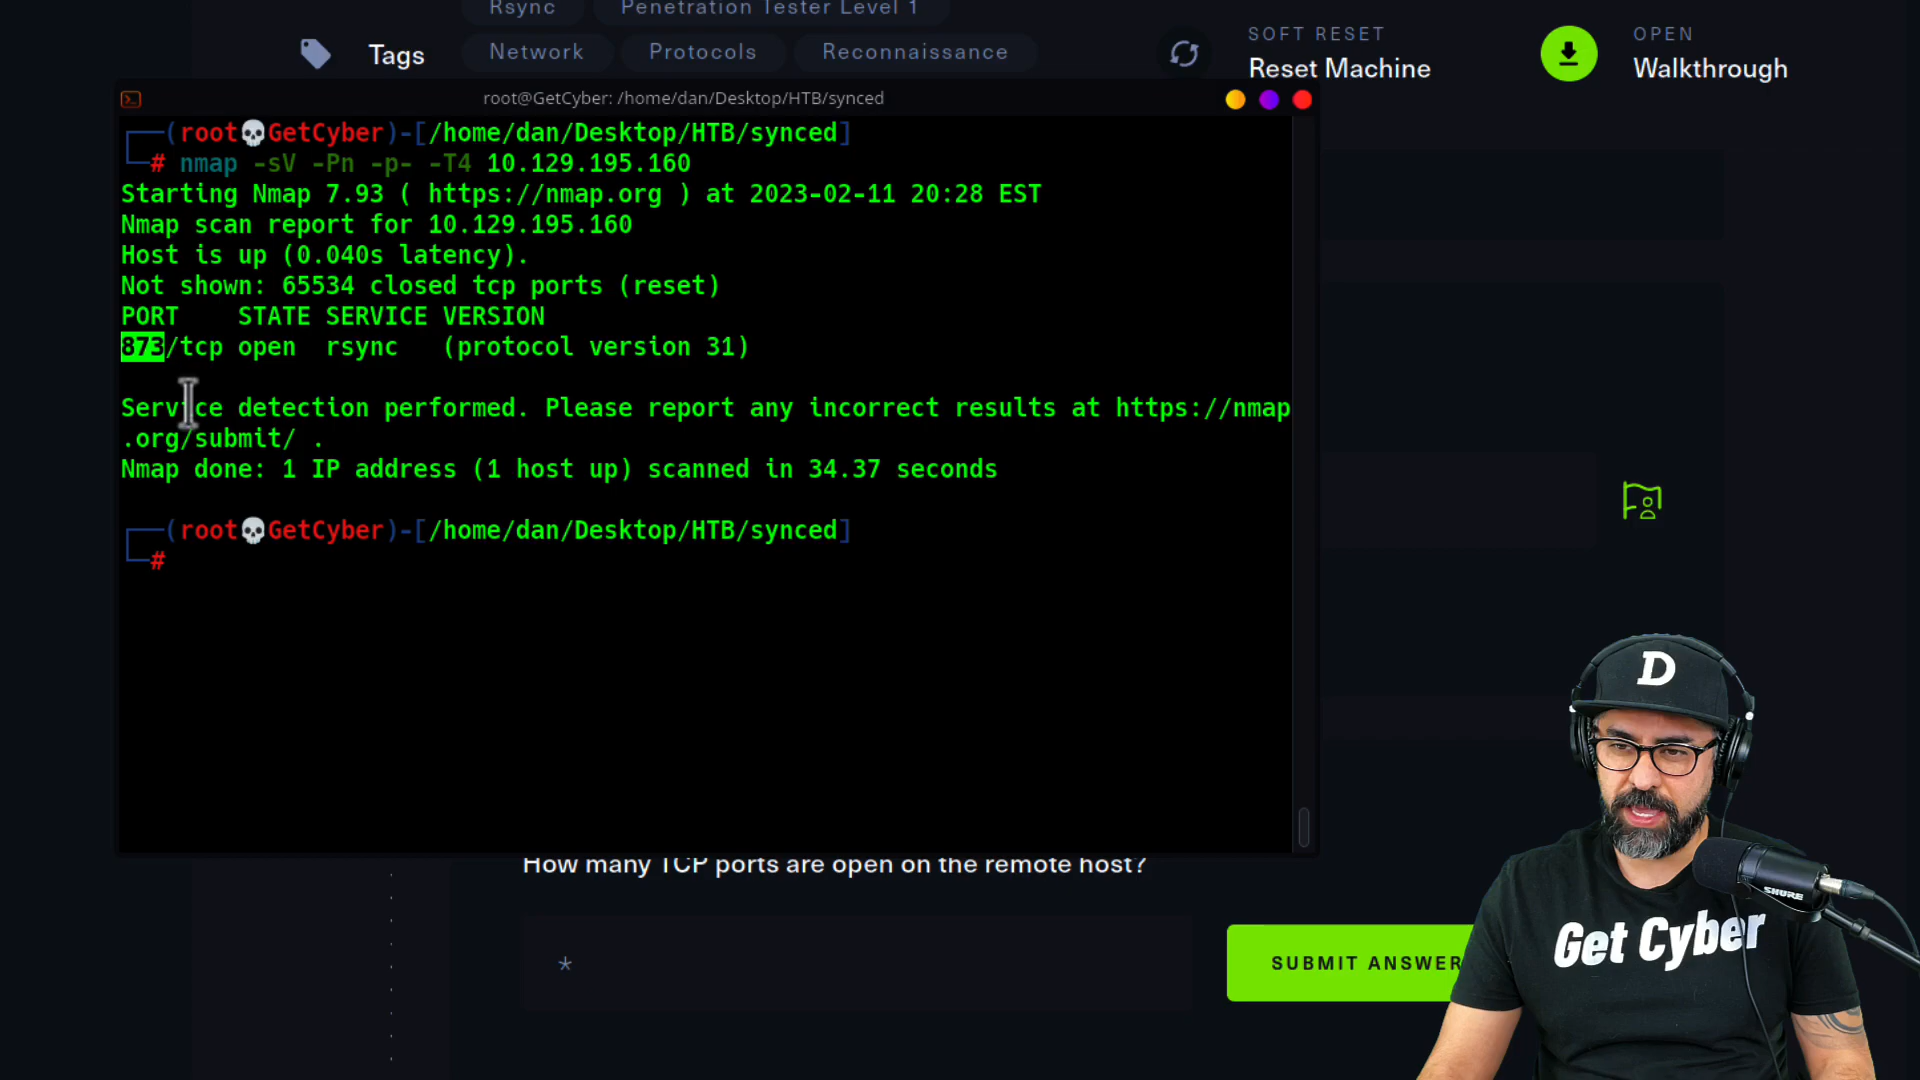 Rsync
Penetration Tester Level 1
Tags
Network
Protocols
Reconnaissance
SOFT RESET
Reset Machine
OPEN
Walkthrough
root@GetCyber: /home/dan/Desktop/HTB/synced
(root💀GetCyber)-[/home/dan/Desktop/HTB/synced]
# nmap -sV -Pn -p- -T4 10.129.195.160
Starting Nmap 7.93 ( https://nmap.org ) at 2023-02-11 20:28 EST
Nmap scan report for 10.129.195.160
Host is up (0.040s latency).
Not shown: 65534 closed tcp ports (reset)
PORT    STATE SERVICE VERSION
873/tcp open  rsync   (protocol version 31)
Service detection performed. Please report any incorrect results at https://nmap
.org/submit/ .
Nmap done: 1 IP address (1 host up) scanned in 34.37 seconds
(root💀GetCyber)-[/home/dan/Desktop/HTB/synced]
#
How many TCP ports are open on the remote host?
*
SUBMIT ANSWER
D
SHURE
Get Cyber